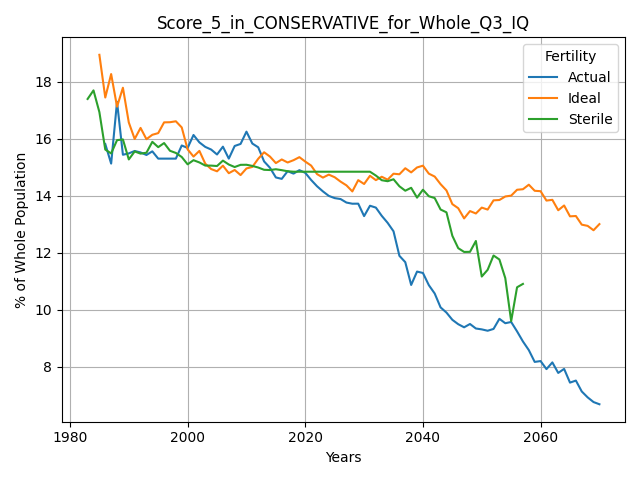 Score_5_in_CONSERVATIVE_for_Whole_Q3_IQ
Fertility
Actual
Ideal
Sterile
% of Whole Population
18
16
14
12
10
8
1980
2000
2020
2040
2060
Years